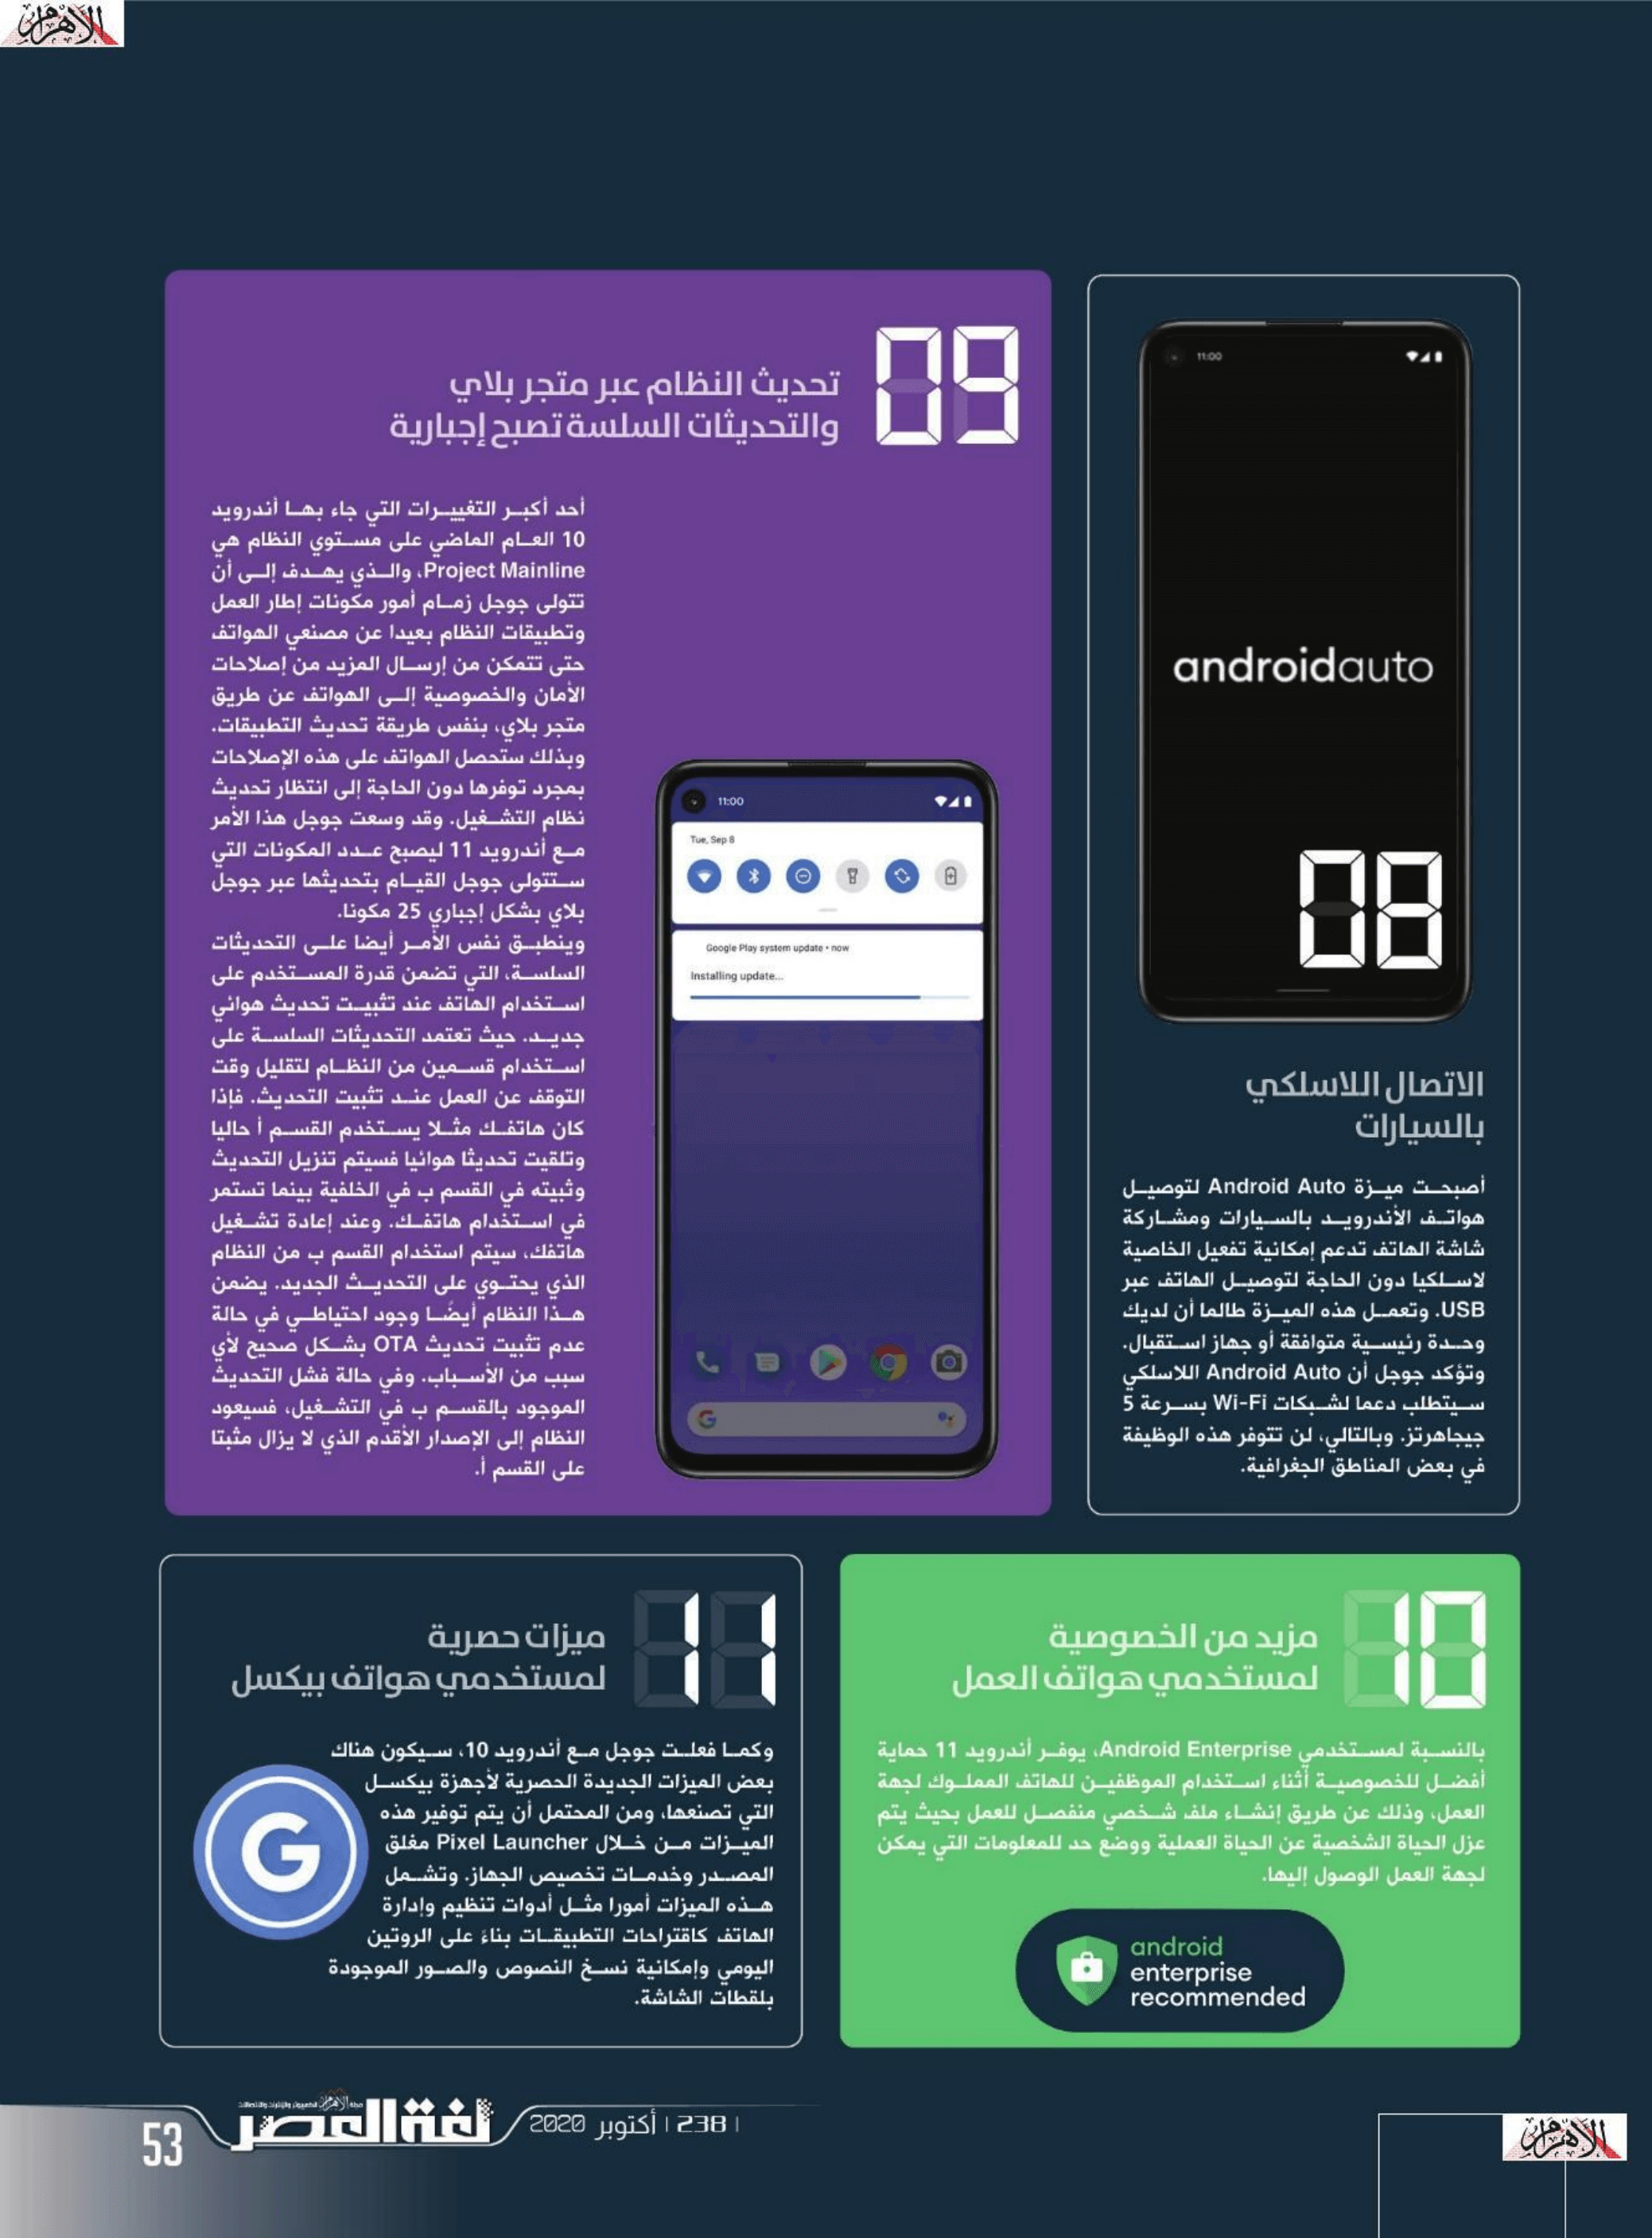 الأهرام
11:00
androidauto
08
الاتصال اللاسلكي
بالسيارات
أصبحت ميزة Android Auto لتوصيل
هواتف الأندرويد بالسيارات ومشاركة
شاشة الهاتف تدعم إمكانية تفعيل الخاصية
لاسلكيا دون الحاجة لتوصيل الهاتف عبر
USB. وتعمل هذه الميزة طالما أن لديك
وحدة رئيسية متوافقة أو جهاز استقبال.
وتؤكد جوجل أن Android Auto اللاسلكي
سيتطلب دعما لشبكات Wi-Fi بسرعة 5
جيجاهرتز. وبالتالي، لن تتوفر هذه الوظيفة
في بعض المناطق الجغرافية.
09
تحديث النظام عبر متجر بلاي
والتحديثات السلسة تصبح إجبارية
أحد أكبر التغييرات التي جاء بها أندرويد
10 العام الماضي على مستوي النظام هي
Project Mainline، والذي يهدف إلى أن
تتولى جوجل زمام أمور مكونات إطار العمل
وتطبيقات النظام بعيدا عن مصنعي الهواتف
حتى تتمكن من إرسال المزيد من إصلاحات
الأمان والخصوصية إلى الهواتف عن طريق
متجر بلاي، بنفس طريقة تحديث التطبيقات.
وبذلك ستحصل الهواتف على هذه الإصلاحات
بمجرد توفرها دون الحاجة إلى انتظار تحديث
نظام التشغيل. وقد وسعت جوجل هذا الأمر
مع أندرويد 11 ليصبح عدد المكونات التي
ستتولى جوجل القيام بتحديثها عبر جوجل
بلاي بشكل إجباري 25 مكونا.
وينطبق نفس الأمر أيضا على التحديثات
السلسة، التي تضمن قدرة المستخدم على
استخدام الهاتف عند تثبيت تحديث هوائي
جديد. حيث تعتمد التحديثات السلسة على
استخدام قسمين من النظام لتقليل وقت
التوقف عن العمل عند تثبيت التحديث. فإذا
كان هاتفك مثلا يستخدم القسم أ حاليا
وتلقيت تحديثا هوائيا فسيتم تنزيل التحديث
وثبيته في القسم ب في الخلفية بينما تستمر
في استخدام هاتفك. وعند إعادة تشغيل
هاتفك، سيتم استخدام القسم ب من النظام
الذي يحتوي على التحديث الجديد. يضمن
هذا النظام أيضًا وجود احتياطي في حالة
عدم تثبيت تحديث OTA بشكل صحيح لأي
سبب من الأسباب. وفي حالة فشل التحديث
الموجود بالقسم ب في التشغيل، فسيعود
النظام إلى الإصدار الأقدم الذي لا يزال مثبتا
على القسم أ.
11:00
Tue, Sep 8
Google Play system update • now
Installing update...
G
10
مزيد من الخصوصية
لمستخدمي هواتف العمل
بالنسبة لمستخدمي Android Enterprise، يوفر أندرويد 11 حماية
أفضل للخصوصية أثناء استخدام الموظفين للهاتف المملوك لجهة
العمل، وذلك عن طريق إنشاء ملف شخصي منفصل للعمل بحيث يتم
عزل الحياة الشخصية عن الحياة العملية ووضع حد للمعلومات التي يمكن
لجهة العمل الوصول إليها.
android
enterprise
recommended
11
ميزات حصرية
لمستخدمي هواتف بيكسل
وكما فعلت جوجل مع أندرويد 10، سيكون هناك
بعض الميزات الجديدة الحصرية لأجهزة بيكسل
التي تصنعها، ومن المحتمل أن يتم توفير هذه
الميزات من خلال Pixel Launcher مغلق
المصدر وخدمات تخصيص الجهاز. وتشمل
هذه الميزات أمورا مثل أدوات تنظيم وإدارة
الهاتف كاقتراحات التطبيقات بناءً على الروتين
اليومي وإمكانية نسخ النصوص والصور الموجودة
بلقطات الشاشة.
G
| 238 | أكتوبر 2020
لغة العصر
53
الأهرام